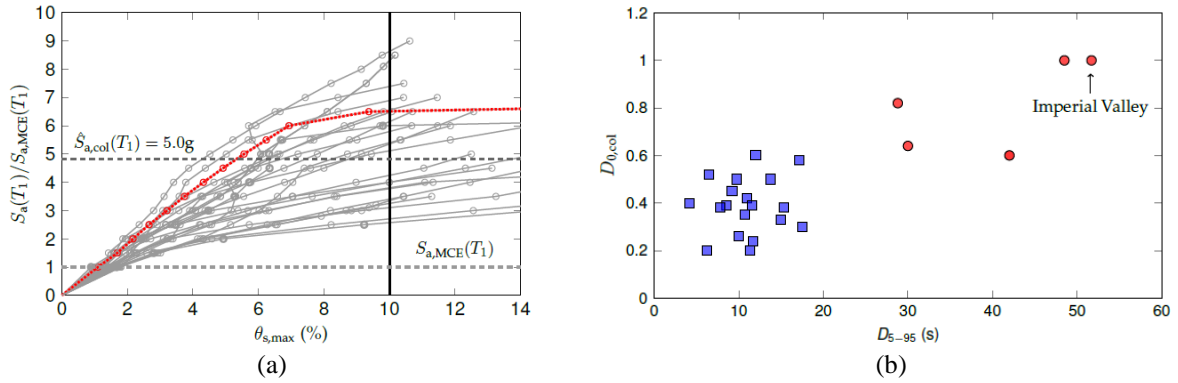 9
8
7
6
5
4
3
2
1
0
Sa(T1)/Sa,MCE(T1)
Ŝa,col(T1) = 5.0g
Sa,MCE(T1)
0 2 4 6 8 10 12 14
θs,max (%)
(a)
1.2
1
0.8
0.6
0.4
0.2
0
D0,col
Imperial Valley
0 10 20 30 40 50 60
D5−95 (s)
(b)